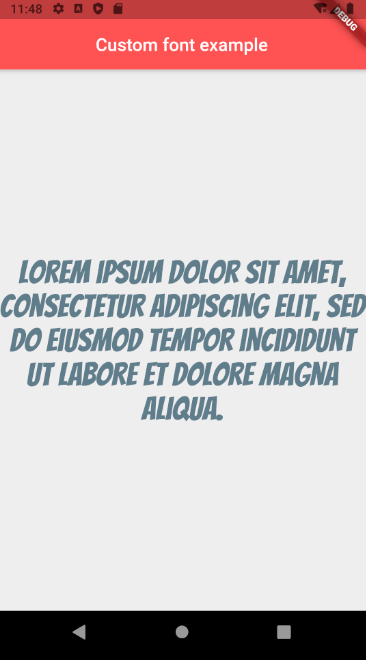 11:48
DEBUG
Custom font example
LOREM IPSUM DOLOR SIT AMET,
CONSECTETUR ADIPISCING ELIT, SED
DO EIUSMOD TEMPOR INCIDIDUNT
UT LABORE ET DOLORE MAGNA
ALIQUA.